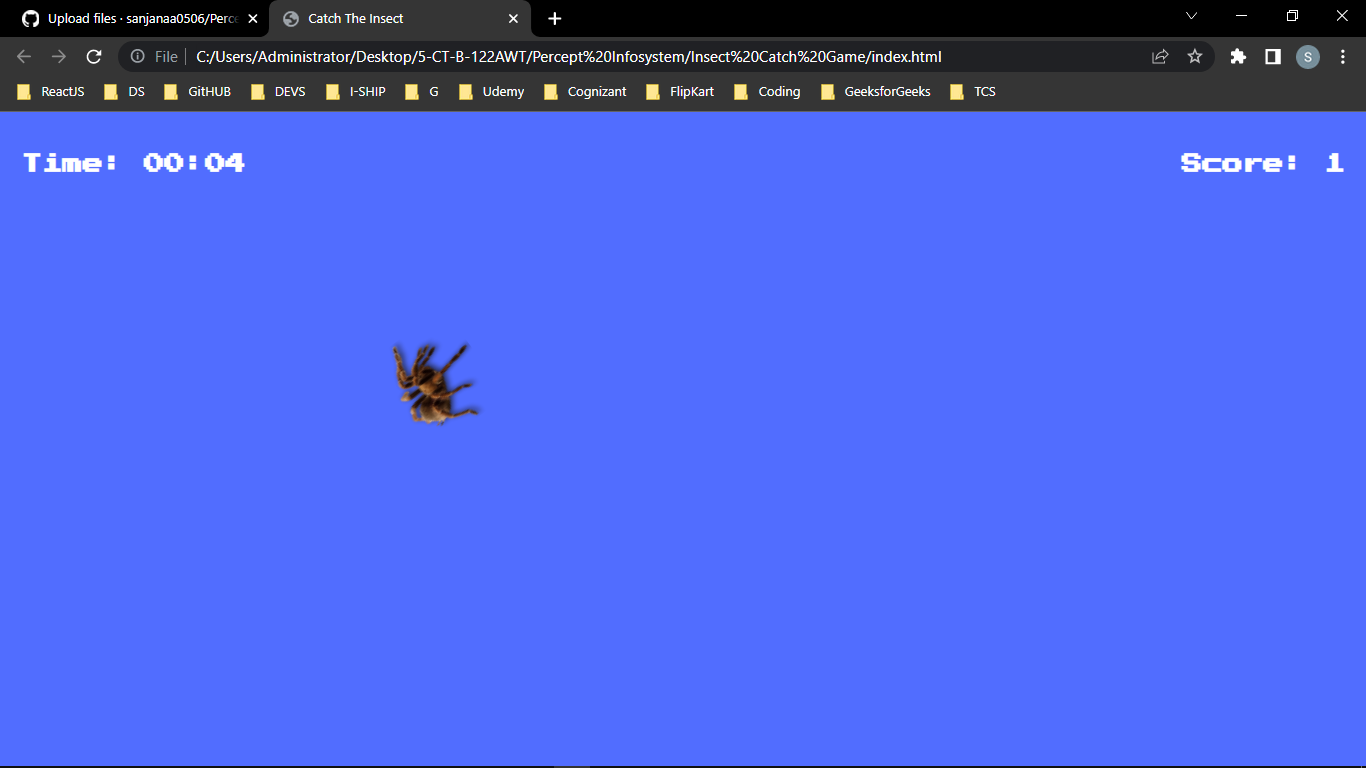 Upload files · sanjanaa0506/Perce
Catch The Insect
File
C:/Users/Administrator/Desktop/5-CT-B-122AWT/Percept%20Infosystem/Insect%20Catch%20Game/index.html
S
ReactJS DS GitHUB DEVS I-SHIP G Udemy Cognizant FlipKart Coding GeeksforGeeks TCS
Time: 00:04
Score: 1